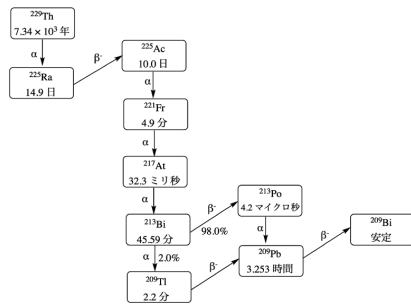 ²²⁹Th
7.34 × 10³ 年
α
²²⁵Ra
14.9 日
β⁻
²²⁵Ac
10.0 日
α
²²¹Fr
4.9 分
α
²¹⁷At
32.3 ミリ秒
α
²¹³Bi
45.59 分
β⁻
98.0%
²¹³Po
4.2 マイクロ秒
α
α 2.0%
²⁰⁹Tl
2.2 分
β⁻
²⁰⁹Pb
3.253 時間
β⁻
²⁰⁹Bi
安定